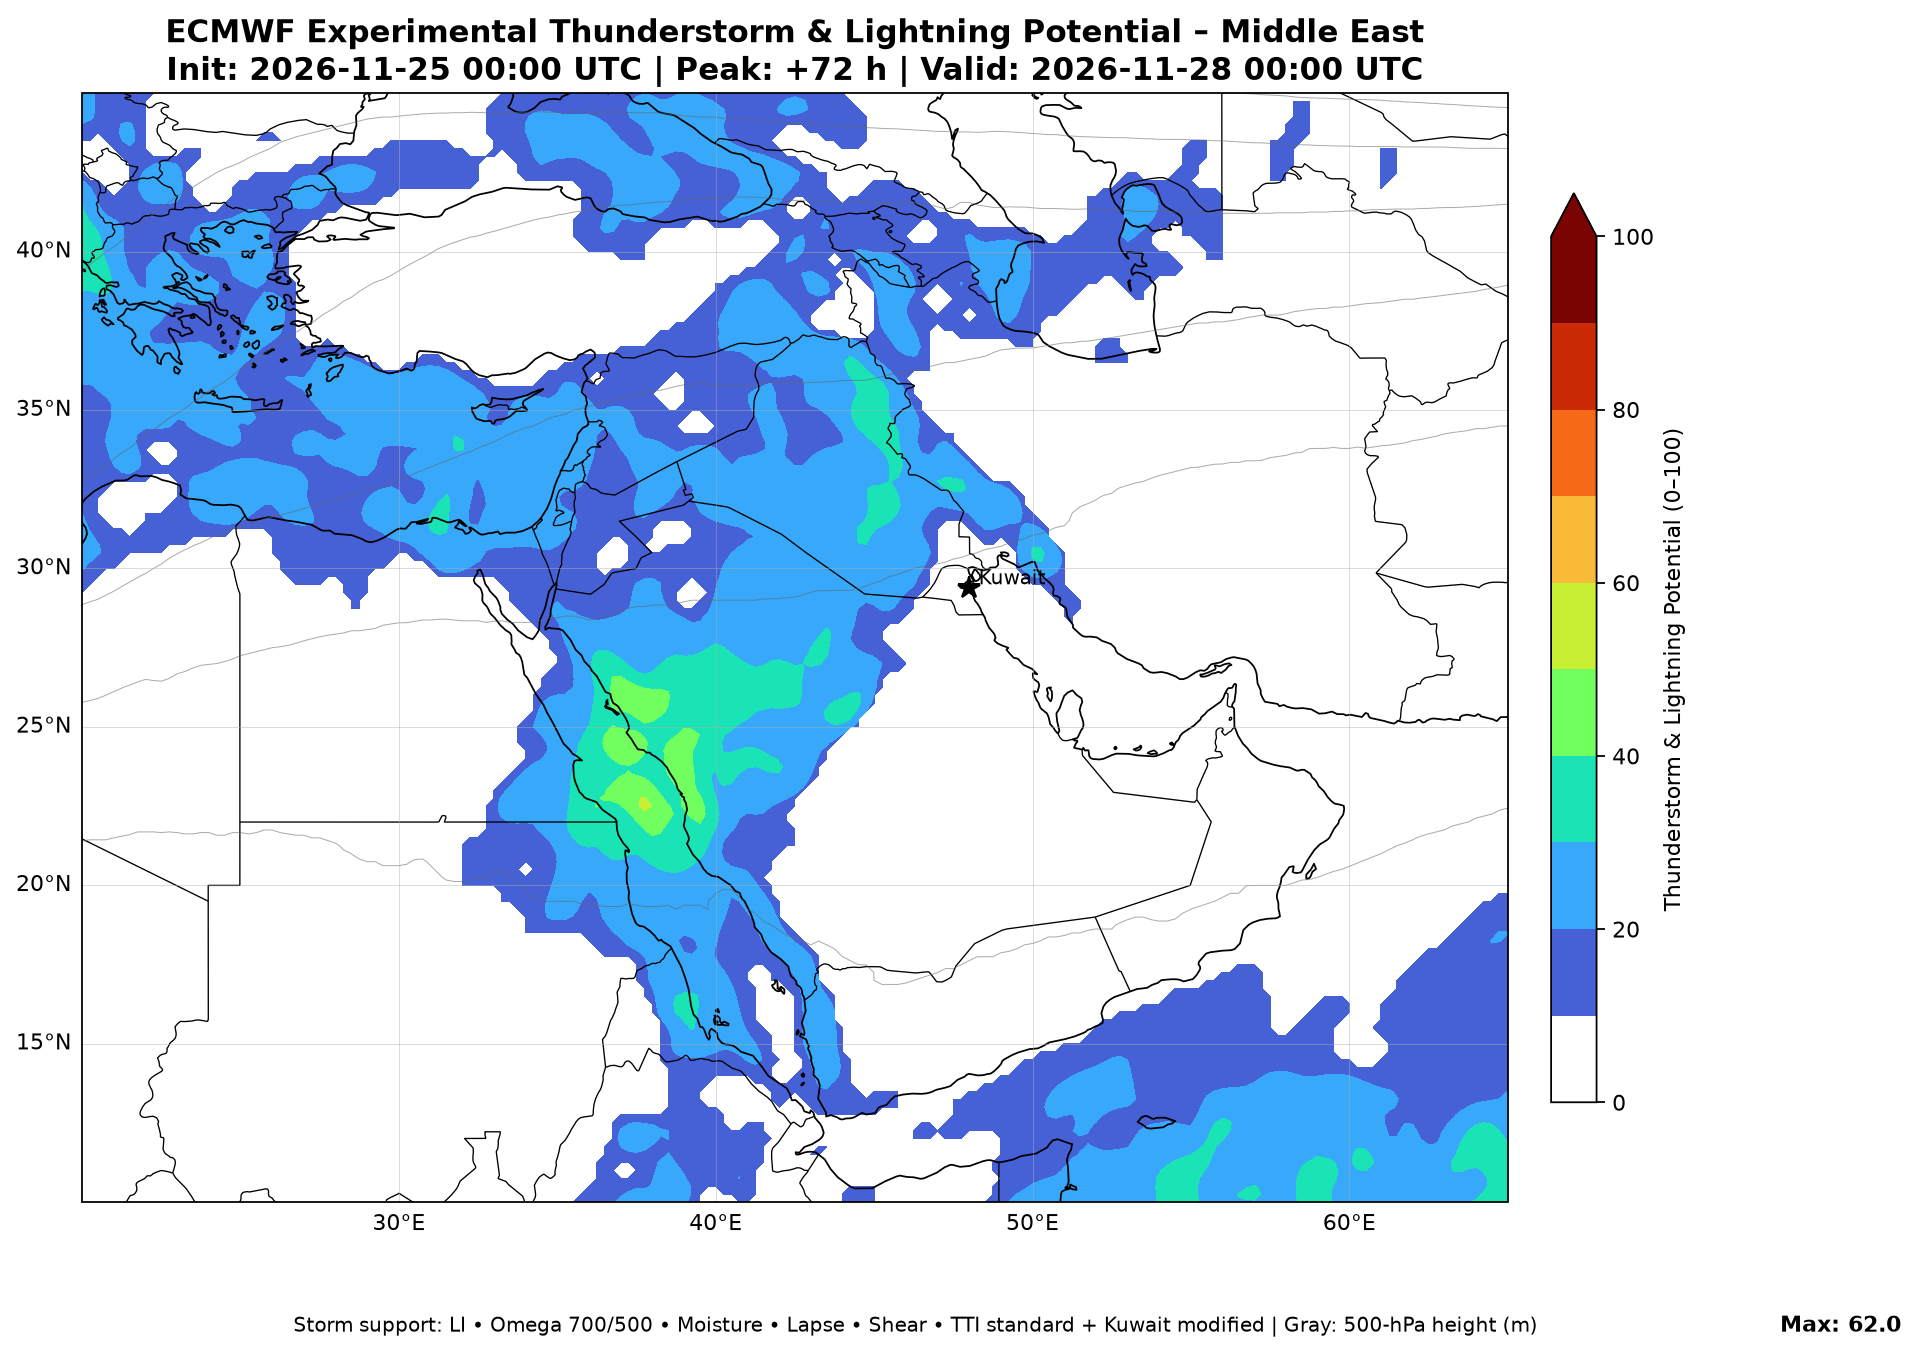 ECMWF Experimental Thunderstorm & Lightning Potential – Middle East
Init: 2026-11-25 00:00 UTC | Peak: +72 h | Valid: 2026-11-28 00:00 UTC
40°N
35°N
30°N
25°N
20°N
15°N
Kuwait
30°E
40°E
50°E
60°E
100
80
60
40
20
0
Thunderstorm & Lightning Potential (0–100)
Storm support: LI • Omega 700/500 • Moisture • Lapse • Shear • TTI standard + Kuwait modified | Gray: 500-hPa height (m)
Max: 62.0